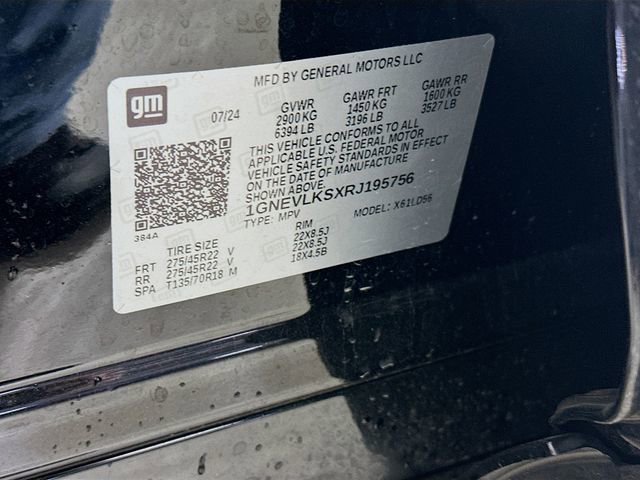 gm
MFD BY GENERAL MOTORS LLC
07/24
GVWR
2900 KG
6394 LB
GAWR FRT
1450 KG
3196 LB
GAWR RR
1600 KG
3527 LB
THIS VEHICLE CONFORMS TO ALL
APPLICABLE U.S. FEDERAL MOTOR
VEHICLE SAFETY STANDARDS IN EFFECT
ON THE DATE OF MANUFACTURE
SHOWN ABOVE.
1GNEVLKSXRJ195756
TYPE: MPV MODEL: X61LD56
384A
TIRE SIZE RIM
FRT 275/45R22 V 22X8.5J
RR 275/45R22 V 22X8.5J
SPA T135/70R18 M 18X4.5B